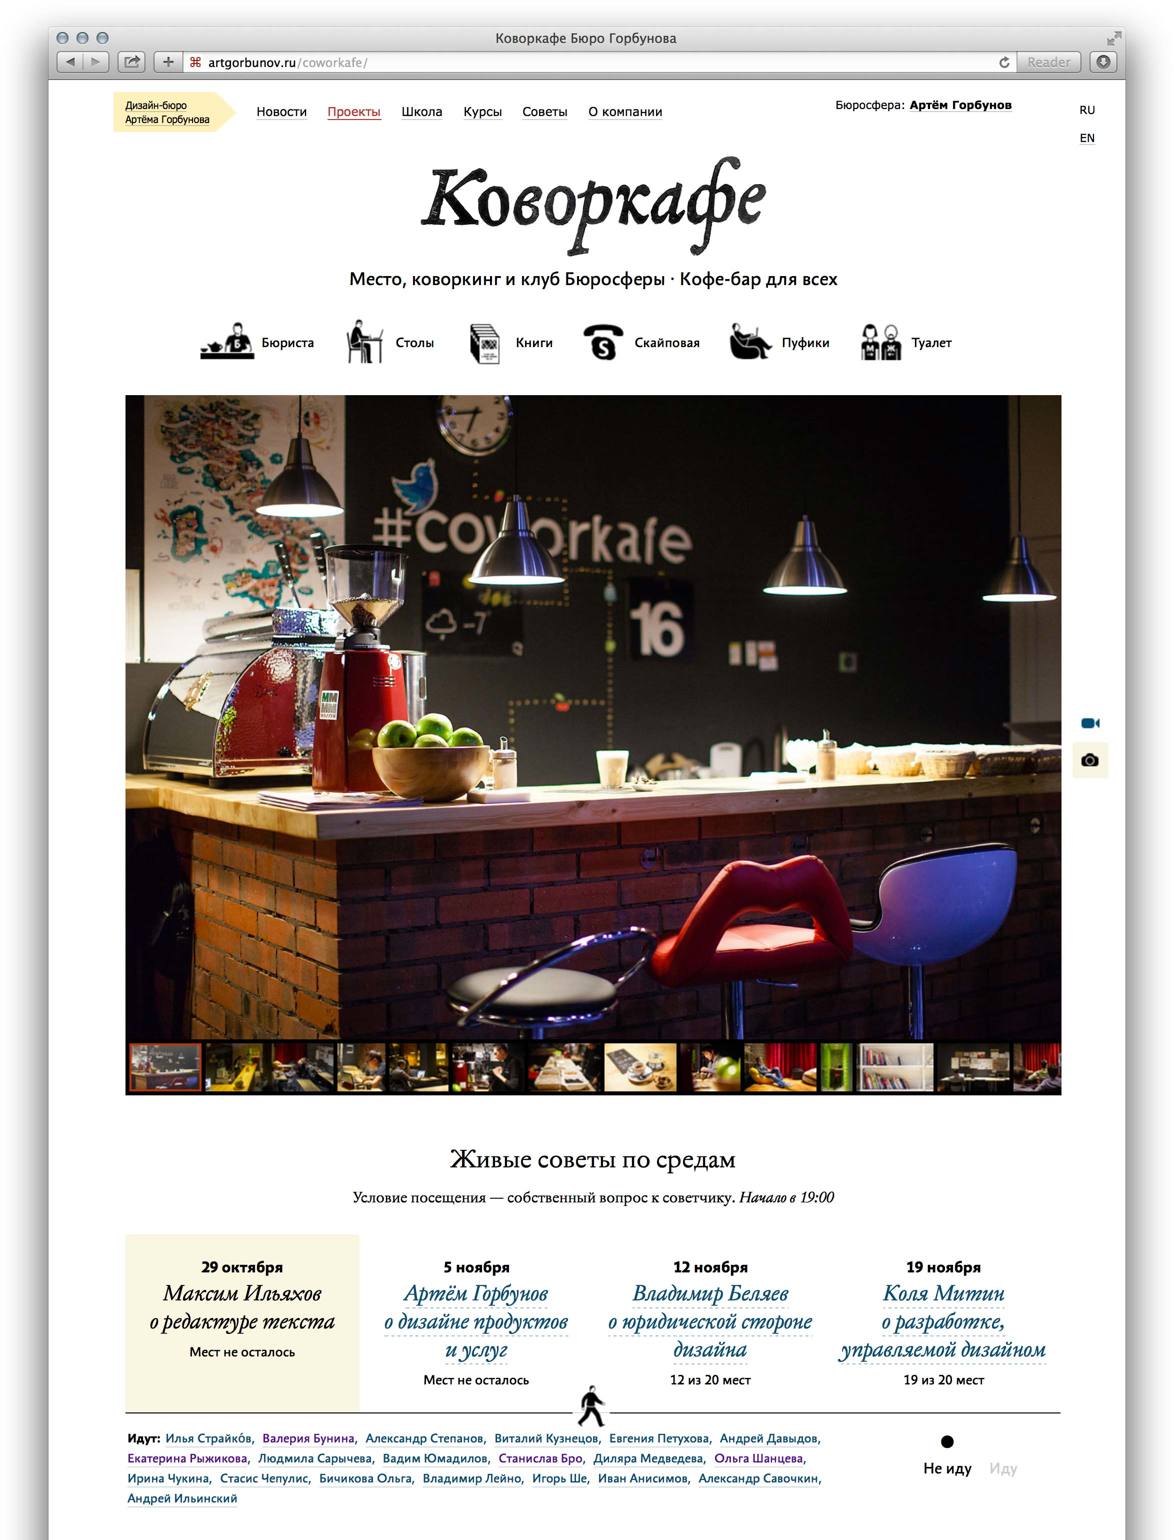 Коворкафе Бюро Горбунова
artgorbunov.ru/coworkafe/
Reader
Дизайн-бюро
Артёма Горбунова
Новости Проекты Школа Курсы Советы О компании
Бюросфера: Артём Горбунов
RU
EN
Коворкафе
Место, коворкинг и клуб Бюросферы · Кофе-бар для всех
Бюриста Столы Книги Скайповая Пуфики Туалет
#coworkafe
-7°
16
Живые советы по средам
Условие посещения — собственный вопрос к советчику. Начало в 19:00
29 октября
Максим Ильяхов
о редактуре текста
Мест не осталось
5 ноября
Артём Горбунов
о дизайне продуктов
и услуг
Мест не осталось
12 ноября
Владимир Беляев
о юридической стороне
дизайна
12 из 20 мест
19 ноября
Коля Митин
о разработке,
управляемой дизайном
19 из 20 мест
Идут: Илья Страйко́в, Валерия Бунина, Александр Степанов, Виталий Кузнецов, Евгения Петухова, Андрей Давыдов,
Екатерина Рыжикова, Людмила Сарычева, Вадим Юмадилов, Станислав Бро, Диляра Медведева, Ольга Шанцева,
Ирина Чукина, Стасис Чепулис, Бичикова Ольга, Владимир Лейно, Игорь Ше, Иван Анисимов, Александр Савочкин,
Андрей Ильинский
Не иду Иду